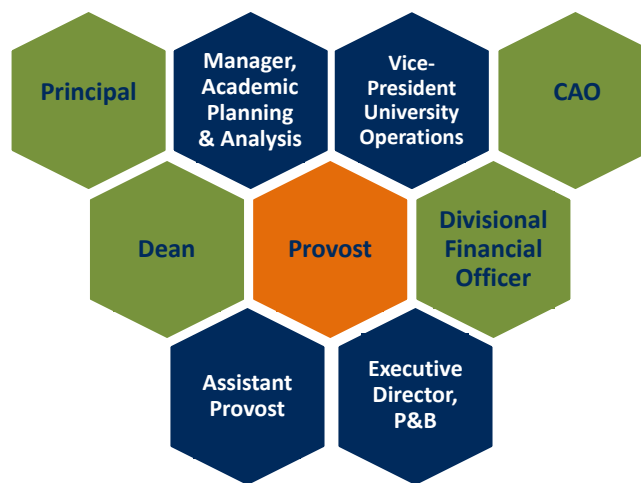 Principal
Manager,
Academic
Planning
& Analysis
Vice-
President
University
Operations
CAO
Dean
Provost
Divisional
Financial
Officer
Assistant
Provost
Executive
Director,
P&B